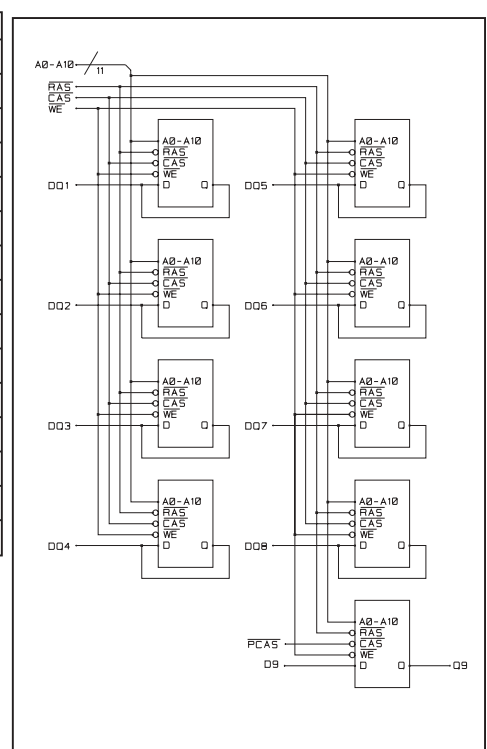 A0-A10 11
RAS
CAS
WE
A0-A10
RAS
CAS
WE
DQ1 D Q
A0-A10
RAS
CAS
WE
DQ5 D Q
A0-A10
RAS
CAS
WE
DQ2 D Q
A0-A10
RAS
CAS
WE
DQ6 D Q
A0-A10
RAS
CAS
WE
DQ3 D Q
A0-A10
RAS
CAS
WE
DQ7 D Q
A0-A10
RAS
CAS
WE
DQ4 D Q
A0-A10
RAS
CAS
WE
DQ8 D Q
A0-A10
RAS
PCAS CAS
WE
D9 D Q Q9